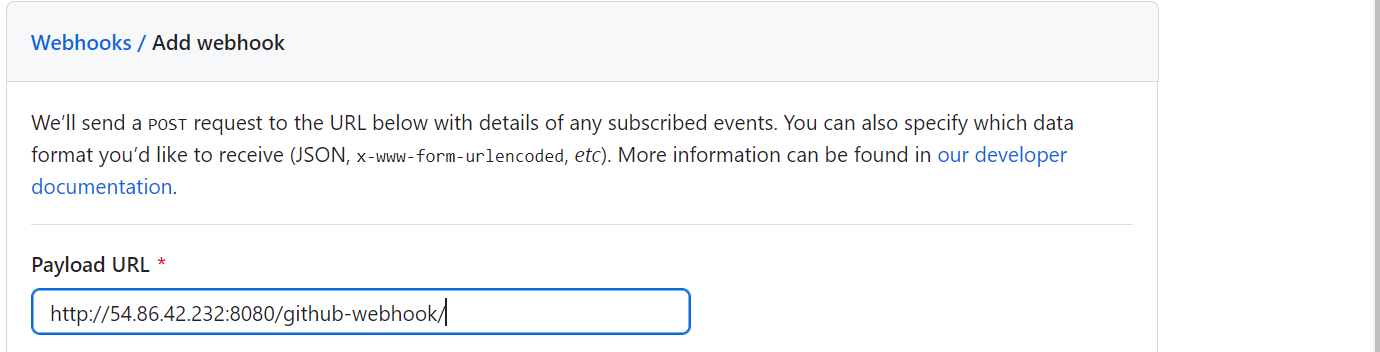 Webhooks / Add webhook
We’ll send a POST request to the URL below with details of any subscribed events. You can also specify which data
format you’d like to receive (JSON, x-www-form-urlencoded, etc). More information can be found in our developer
documentation.
Payload URL *
http://54.86.42.232:8080/github-webhook/